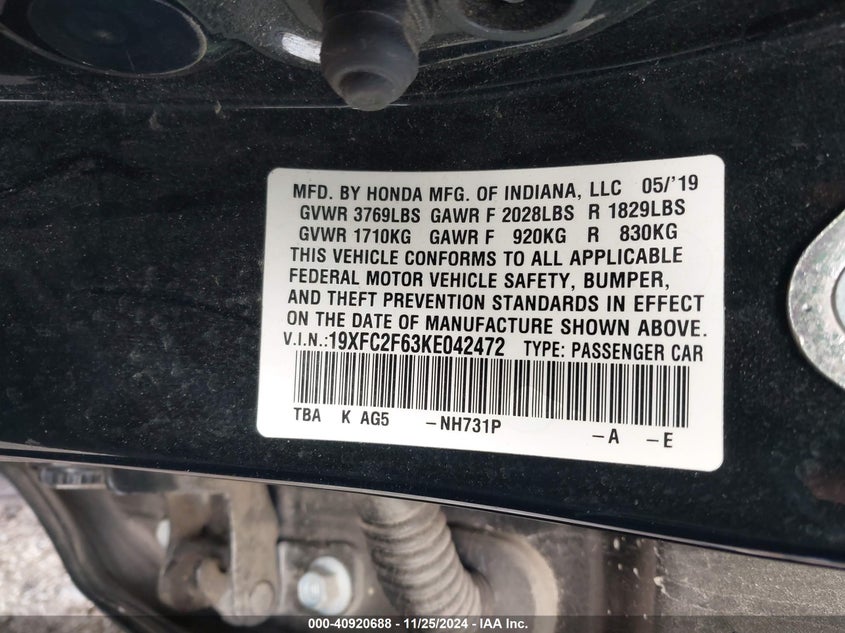 MFD. BY HONDA MFG. OF INDIANA, LLC 05/'19
GVWR 3769LBS GAWR F 2028LBS R 1829LBS
GVWR 1710KG GAWR F 920KG R 830KG
THIS VEHICLE CONFORMS TO ALL APPLICABLE
FEDERAL MOTOR VEHICLE SAFETY, BUMPER,
AND THEFT PREVENTION STANDARDS IN EFFECT
ON THE DATE OF MANUFACTURE SHOWN ABOVE.
V.I.N.:19XFC2F63KE042472 TYPE: PASSENGER CAR
TBA K AG5 -NH731P -A -E
000-40920688 - 11/25/2024 - IAA Inc.